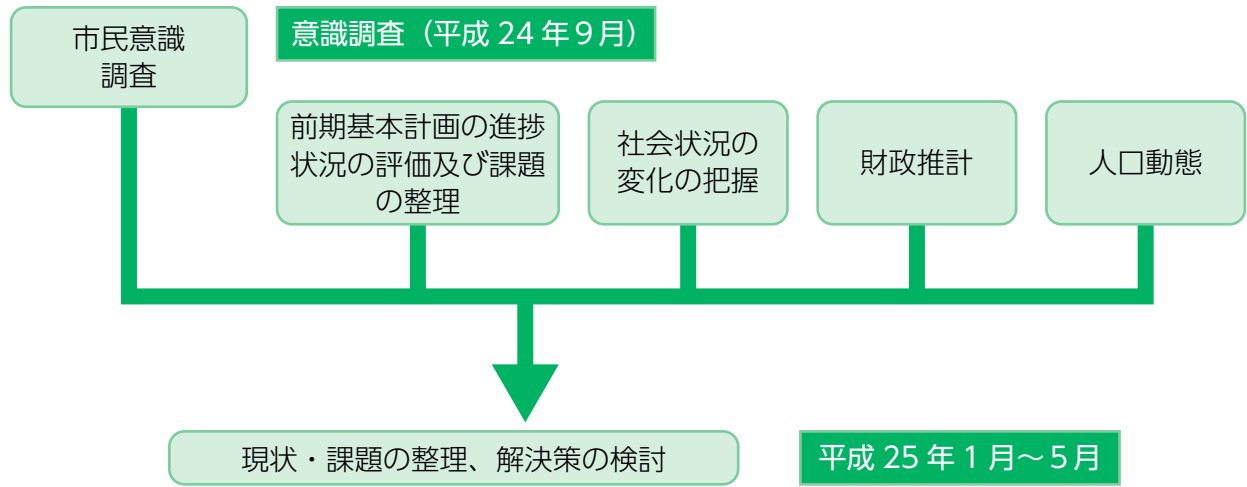 市民意識
調査
意識調査（平成 24 年９月）
前期基本計画の進捗
状況の評価及び課題
の整理
社会状況の
変化の把握
財政推計
人口動態
現状・課題の整理、解決策の検討
平成 25 年 1 月～５月